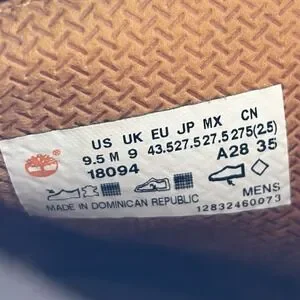 US UK EU JP MX CN
9.5 M 9 43.5 27.5 27.5 275(2.5)
18094 A28 35
MENS
MADE IN DOMINICAN REPUBLIC 12832460073